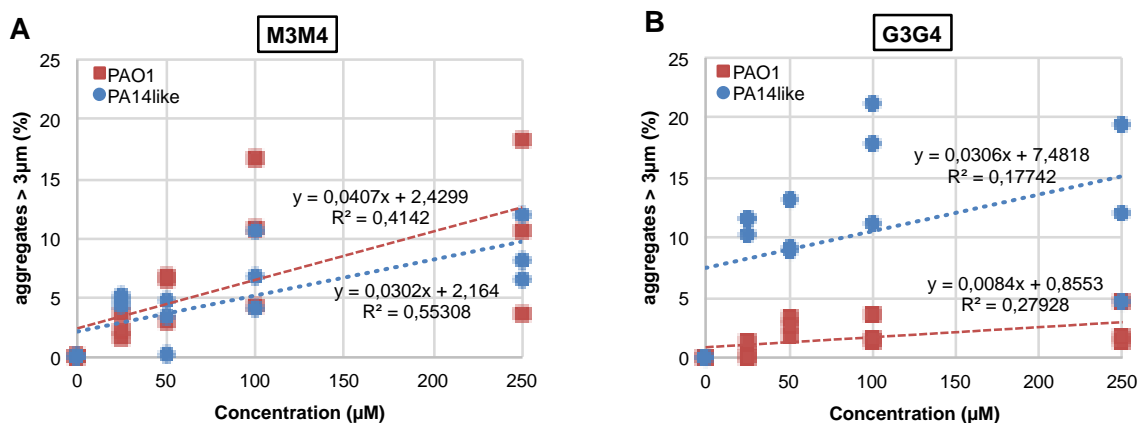 A
M3M4
aggregates > 3µm (%)
25
20
15
10
5
0
PAO1
PA14like
y = 0,0407x + 2,4299
R² = 0,4142
y = 0,0302x + 2,164
R² = 0,55308
0 50 100 150 200 250
Concentration (µM)
B
G3G4
aggregates > 3µm (%)
25
20
15
10
5
0
PAO1
PA14like
y = 0,0306x + 7,4818
R² = 0,17742
y = 0,0084x + 0,8553
R² = 0,27928
0 50 100 150 200 250
Concentration (µM)